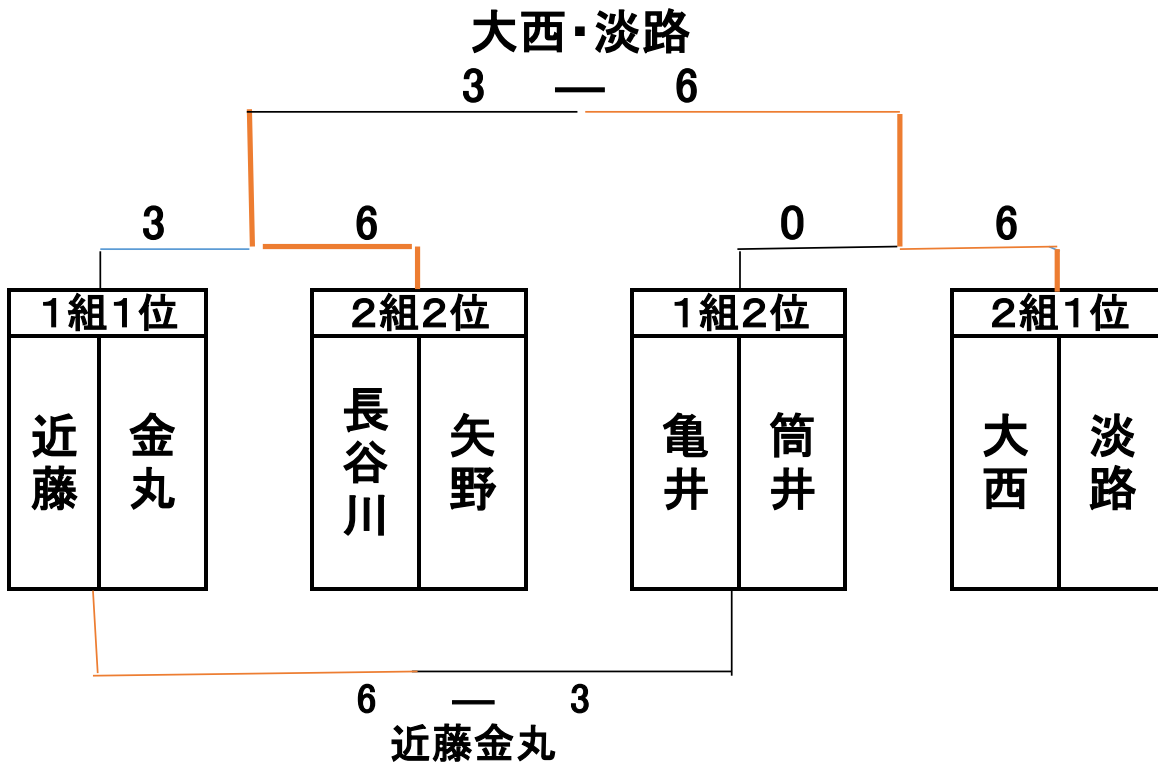 大西・淡路
3 — 6
3 6 0 6
1組1位 2組2位 1組2位 2組1位
近藤 金丸 長谷川 矢野 亀井 筒井 大西 淡路
6 — 3
近藤金丸